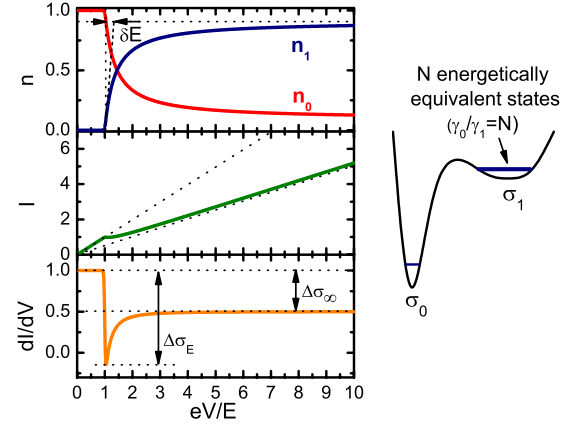 1.0
0.5
0.0
n
δE
n₁
n₀
6
4
2
0
I
1.0
0.5
0.0
dI/dV
Δσ_E
Δσ_∞
0 1 2 3 4 5 6 7 8 9 10
eV/E
N energetically
equivalent states
(γ₀/γ₁=N)
σ₁
σ₀